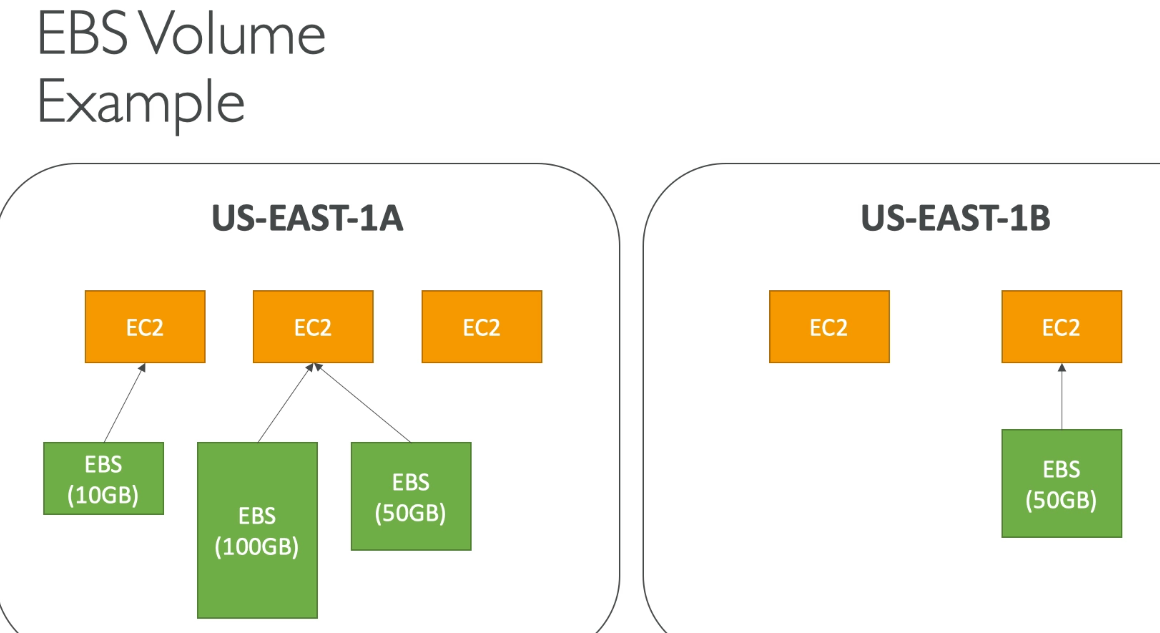 EBS Volume
Example
US-EAST-1A
EC2
EC2
EC2
EBS
(10GB)
EBS
(100GB)
EBS
(50GB)
US-EAST-1B
EC2
EC2
EBS
(50GB)